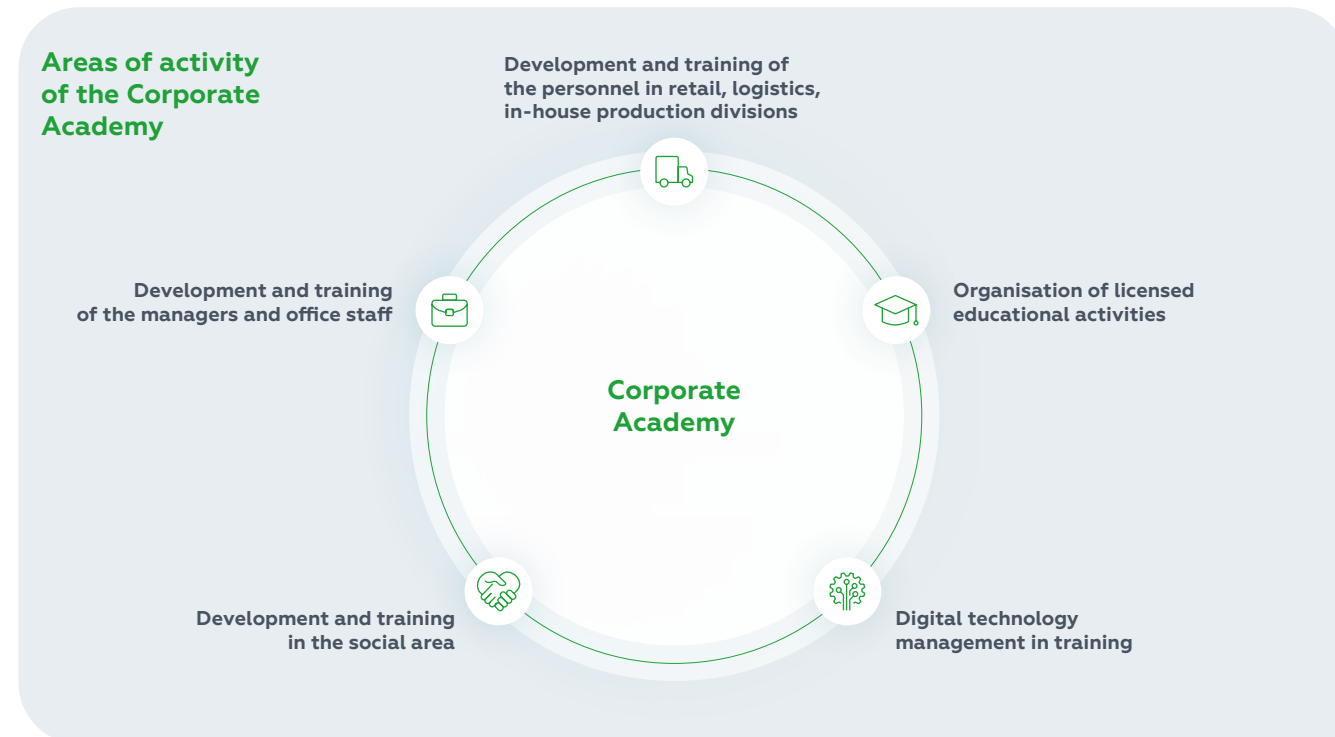 Areas of activity
of the Corporate
Academy
Development and training of
the personnel in retail, logistics,
in-house production divisions
Development and training
of the managers and office staff
Organisation of licensed
educational activities
Corporate
Academy
Development and training
in the social area
Digital technology
management in training